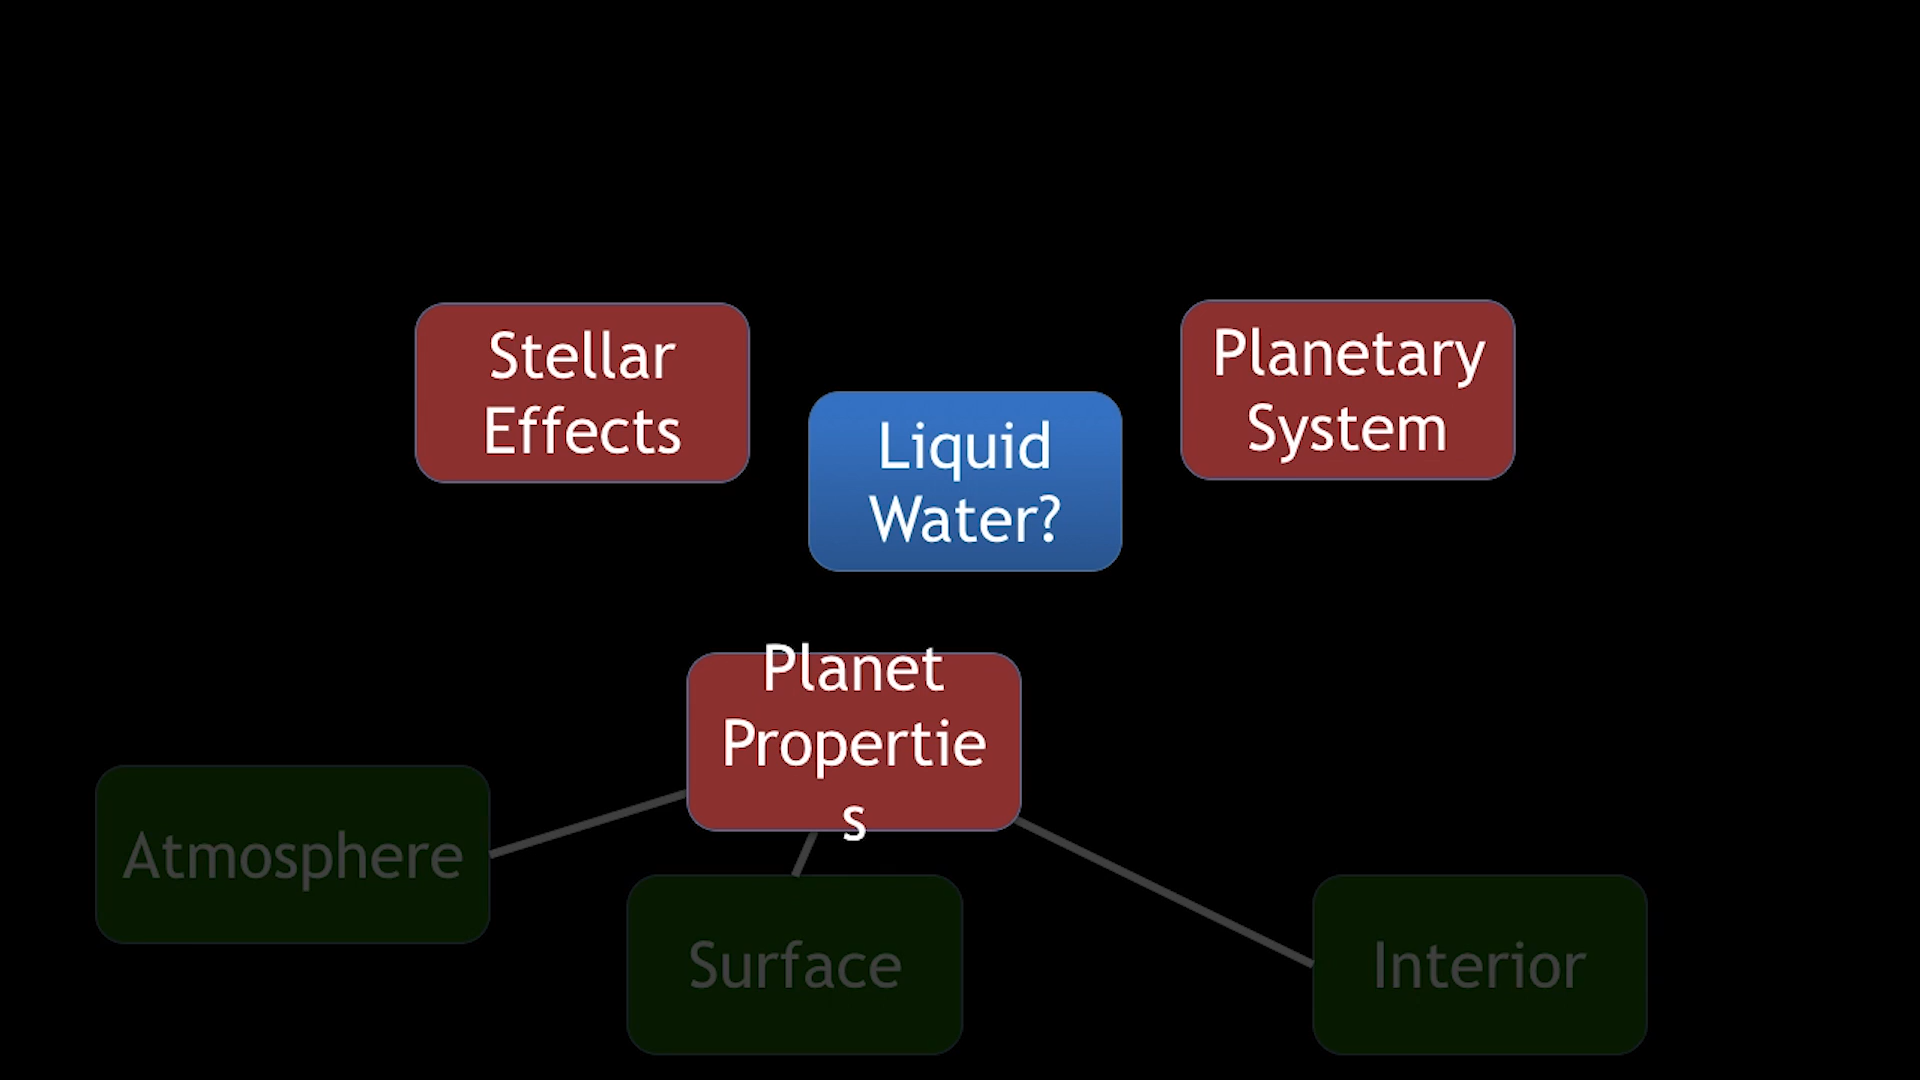 Stellar
Effects
Planetary
System
Liquid
Water?
Planet
Propertie
s
Atmosphere
Surface
Interior